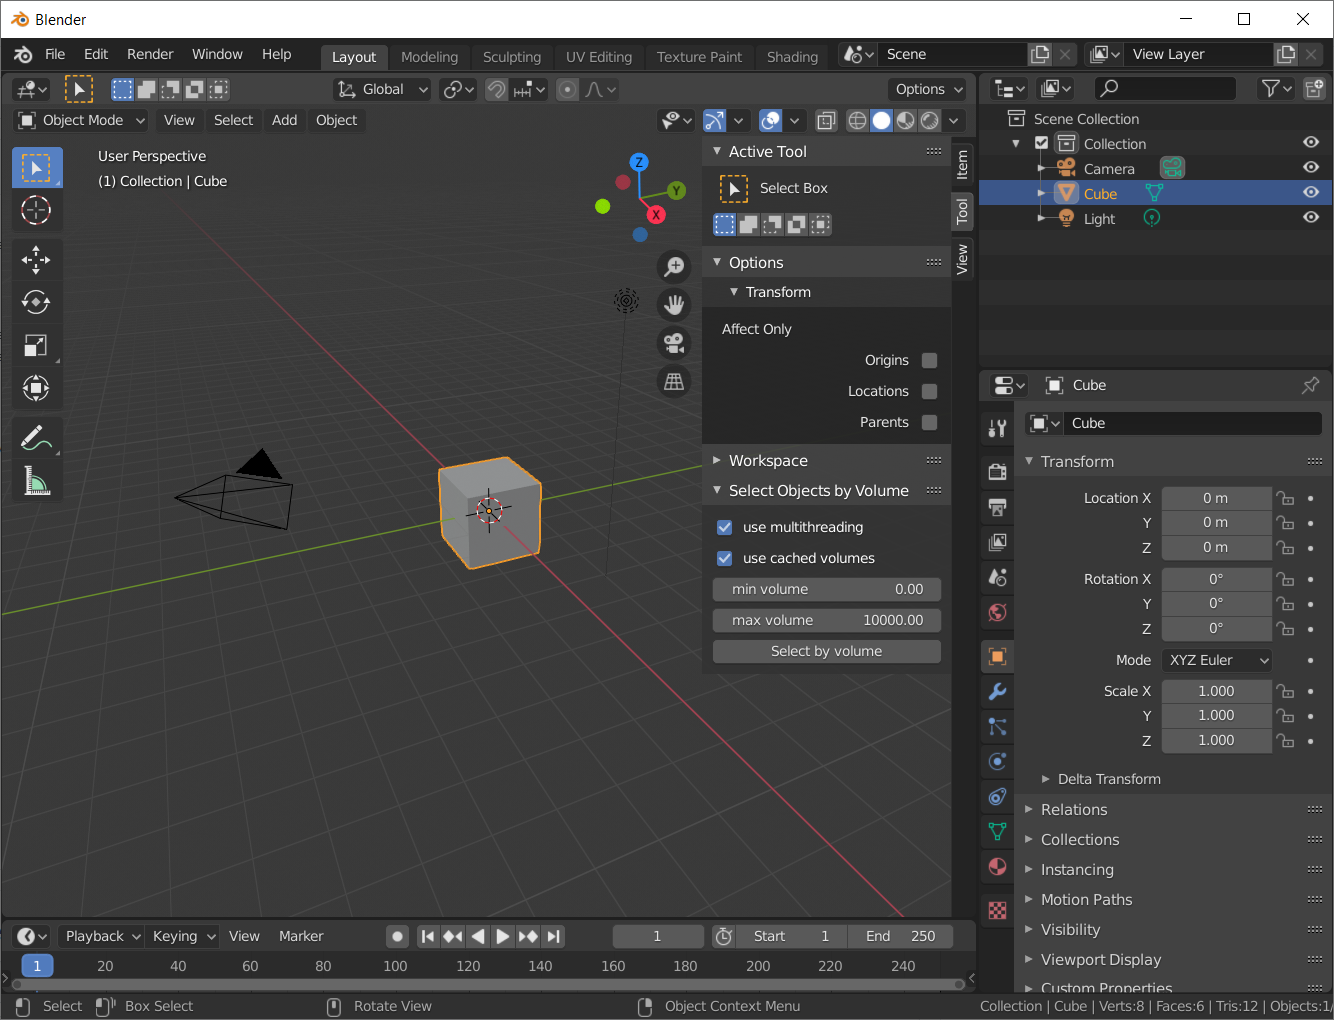 Blender
File Edit Render Window Help Layout Modeling Sculpting UV Editing Texture Paint Shading Scene View Layer
Global Options
Object Mode View Select Add Object
User Perspective
(1) Collection | Cube
Z
Y
X
Active Tool
Select Box
Options
Transform
Affect Only
Origins
Locations
Parents
Workspace
Select Objects by Volume
use multithreading
use cached volumes
min volume 0.00
max volume 10000.00
Select by volume
Item
Tool
View
Scene Collection
Collection
Camera
Cube
Light
Cube
Cube
Transform
Location X 0 m
Y 0 m
Z 0 m
Rotation X 0°
Y 0°
Z 0°
Mode XYZ Euler
Scale X 1.000
Y 1.000
Z 1.000
Delta Transform
Relations
Collections
Instancing
Motion Paths
Visibility
Viewport Display
Custom Properties
Playback Keying View Marker 1 Start 1 End 250
1 20 40 60 80 100 120 140 160 180 200 220 240
Select Box Select Rotate View Object Context Menu Collection | Cube | Verts:8 | Faces:6 | Tris:12 | Objects:1/